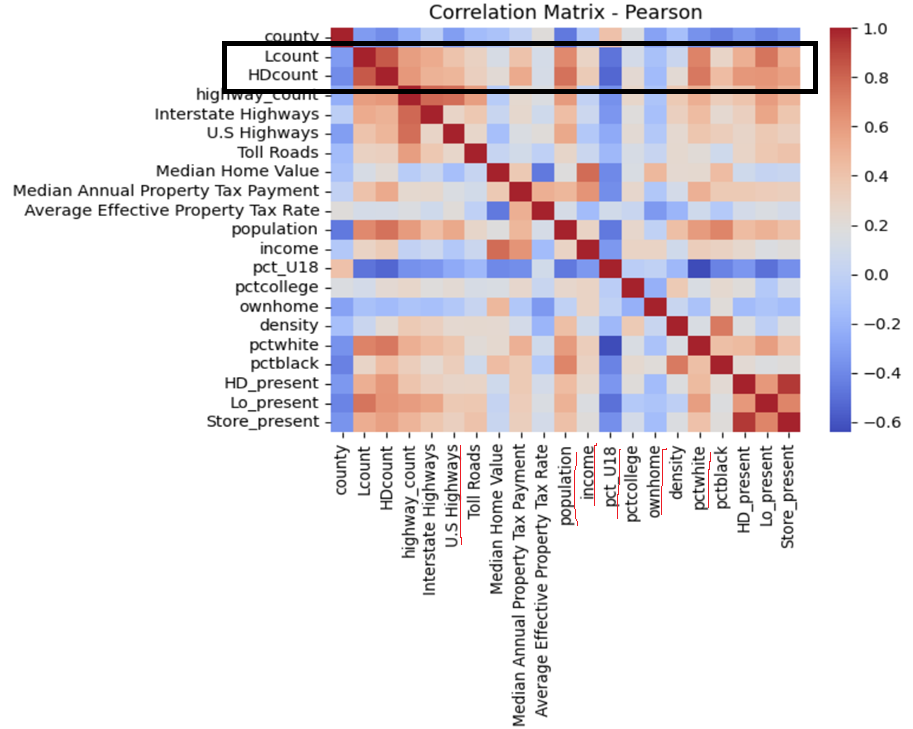 Correlation Matrix - Pearson
county
Lcount
HDcount
highway_count
Interstate Highways
U.S Highways
Toll Roads
Median Home Value
Median Annual Property Tax Payment
Average Effective Property Tax Rate
population
income
pct_U18
pctcollege
ownhome
density
pctwhite
pctblack
HD_present
Lo_present
Store_present
county
Lcount
HDcount
highway_count
Interstate Highways
U.S Highways
Toll Roads
Median Home Value
Median Annual Property Tax Payment
Average Effective Property Tax Rate
population
income
pct_U18
pctcollege
ownhome
density
pctwhite
pctblack
HD_present
Lo_present
Store_present
1.0
0.8
0.6
0.4
0.2
0.0
−0.2
−0.4
−0.6